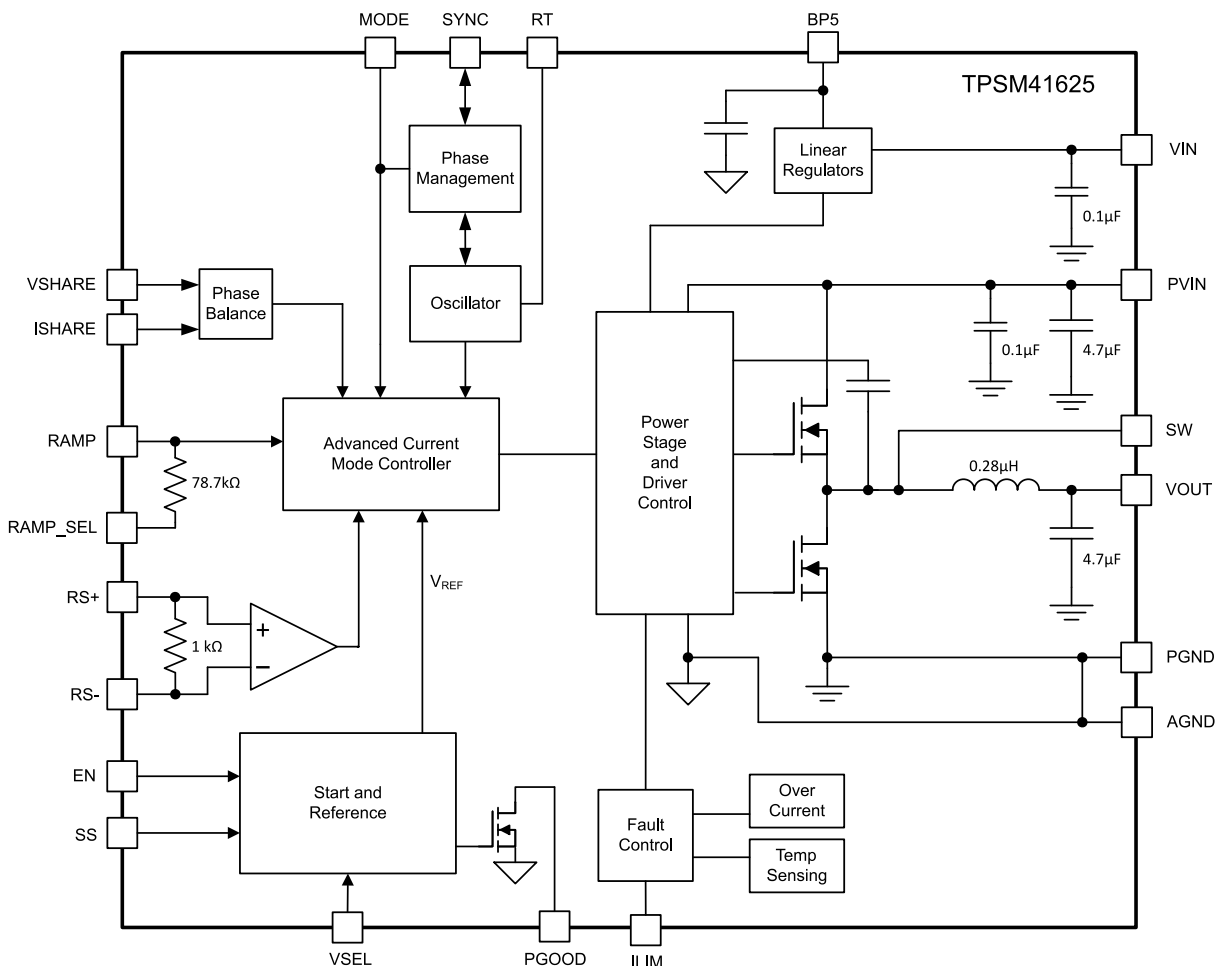 MODE
SYNC
RT
BP5
TPSM41625
Phase
Management
Linear
Regulators
VIN
0.1µF
VSHARE
ISHARE
Phase
Balance
Oscillator
PVIN
0.1µF
4.7µF
RAMP
78.7kΩ
RAMP_SEL
Advanced Current
Mode Controller
Power
Stage
and
Driver
Control
SW
0.28µH
VOUT
4.7µF
RS+
1 kΩ
RS-
+
−
VREF
PGND
AGND
EN
SS
Start and
Reference
Fault
Control
Over
Current
Temp
Sensing
VSEL
PGOOD
ILIM